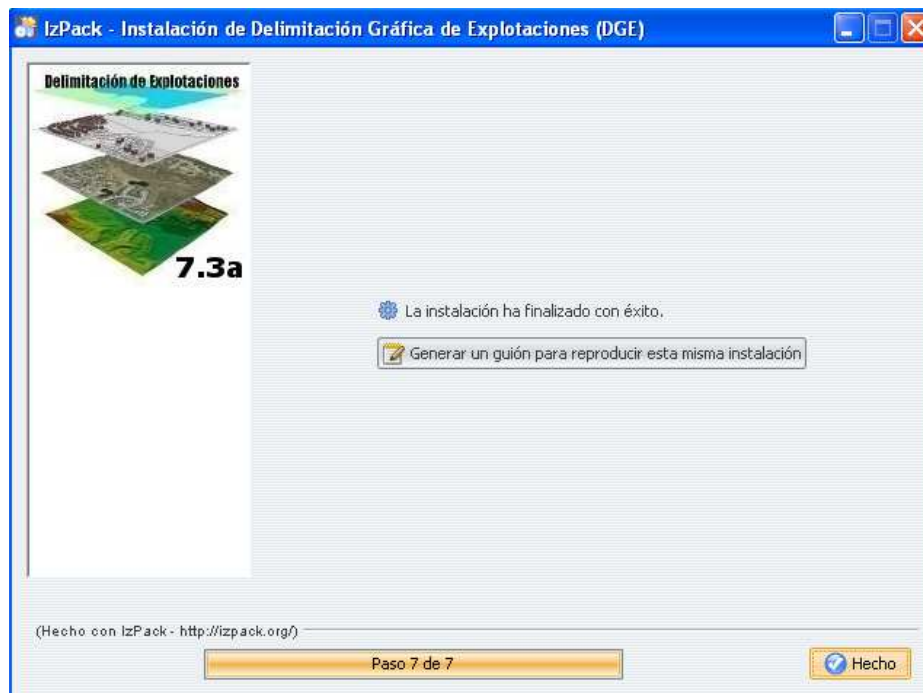 IzPack - Instalación de Delimitación Gráfica de Explotaciones (DGE)
Delimitación de Explotaciones
7.3a
La instalación ha finalizado con éxito.
Generar un guión para reproducir esta misma instalación
(Hecho con IzPack - http://izpack.org/)
Paso 7 de 7
Hecho